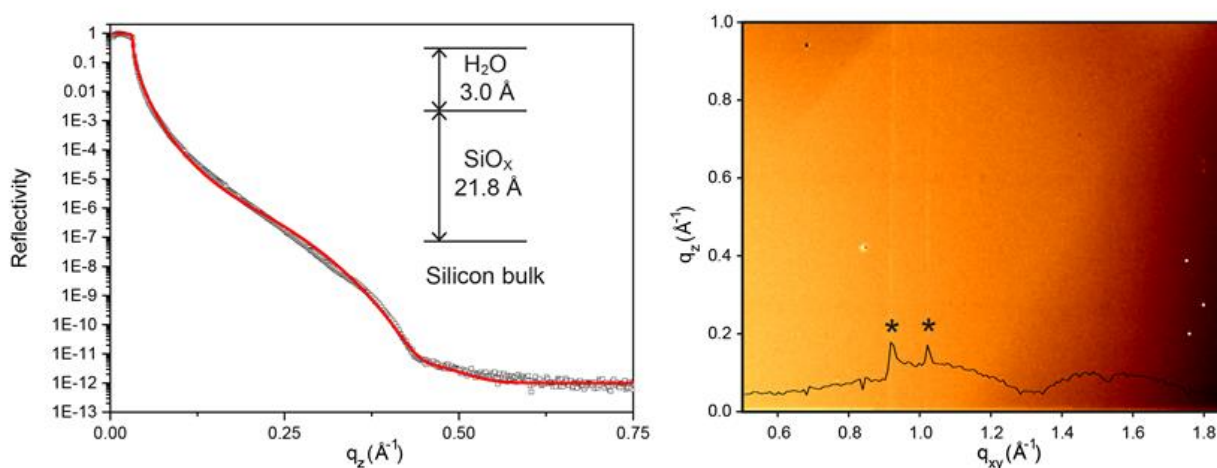 1
0.1
0.01
1E-3
1E-4
1E-5
1E-6
1E-7
1E-8
1E-9
1E-10
1E-11
1E-12
1E-13
Reflectivity
0.00 0.25 0.50 0.75
q_z (Å⁻¹)
H₂O
3.0 Å
SiOₓ
21.8 Å
Silicon bulk
1.0
0.8
0.6
0.4
0.2
0.0
q_z (Å⁻¹)
* *
0.6 0.8 1.0 1.2 1.4 1.6 1.8
q_xy (Å⁻¹)